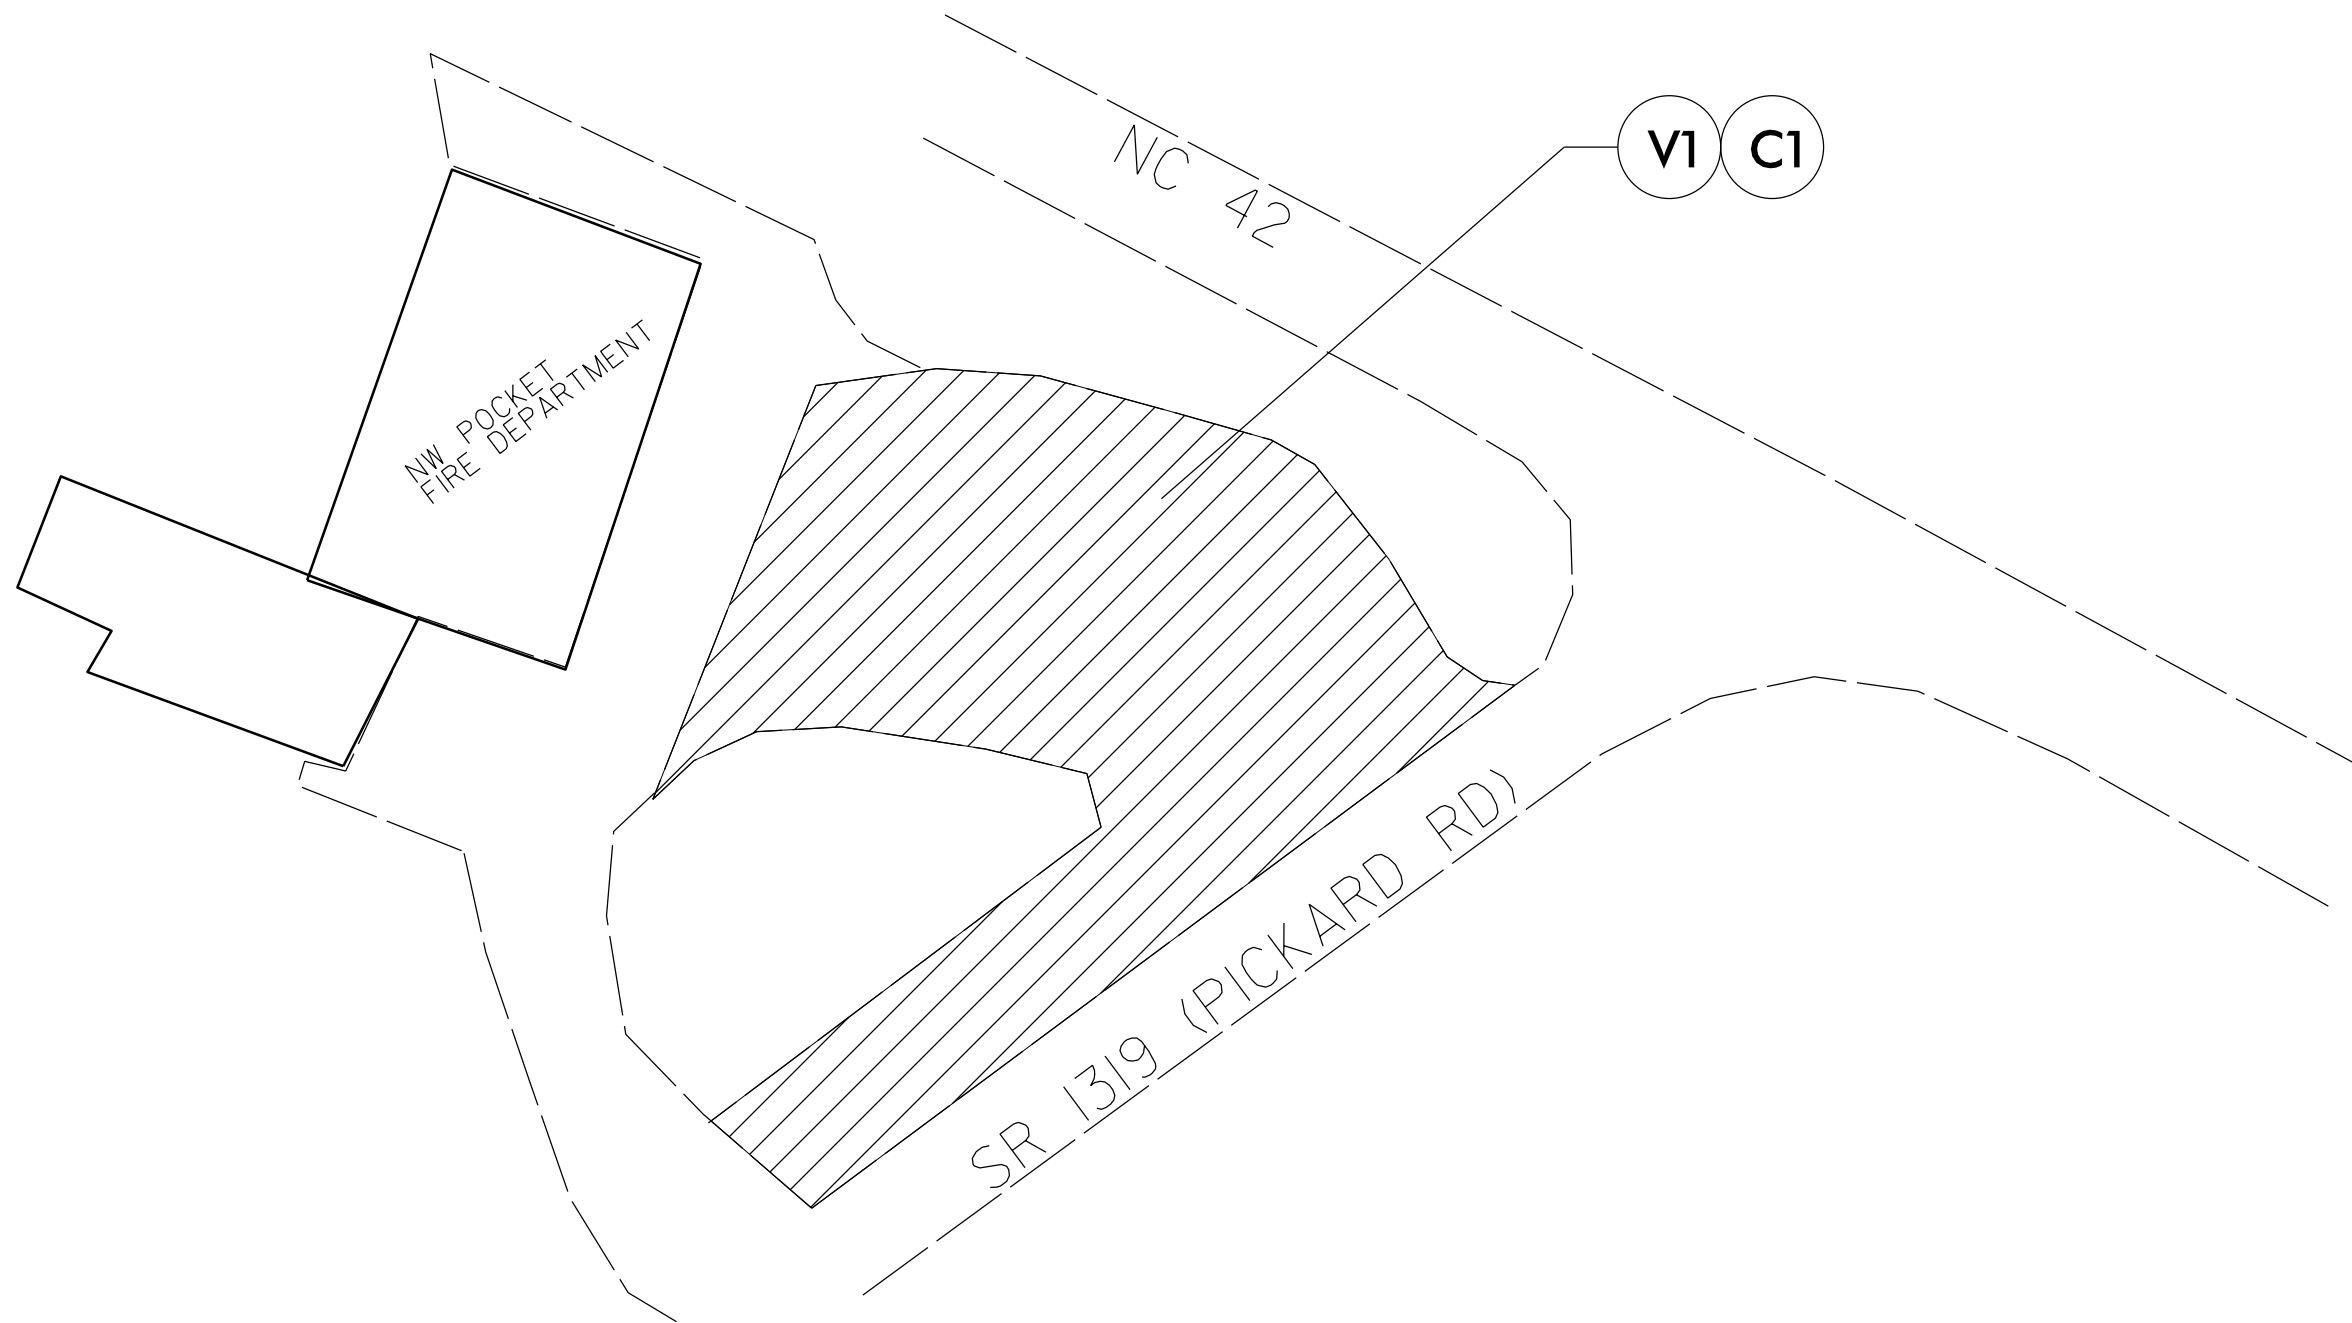 NC 42
V1 C1
NW POCKET
FIRE DEPARTMENT
SR 1319 (PICKARD RD)